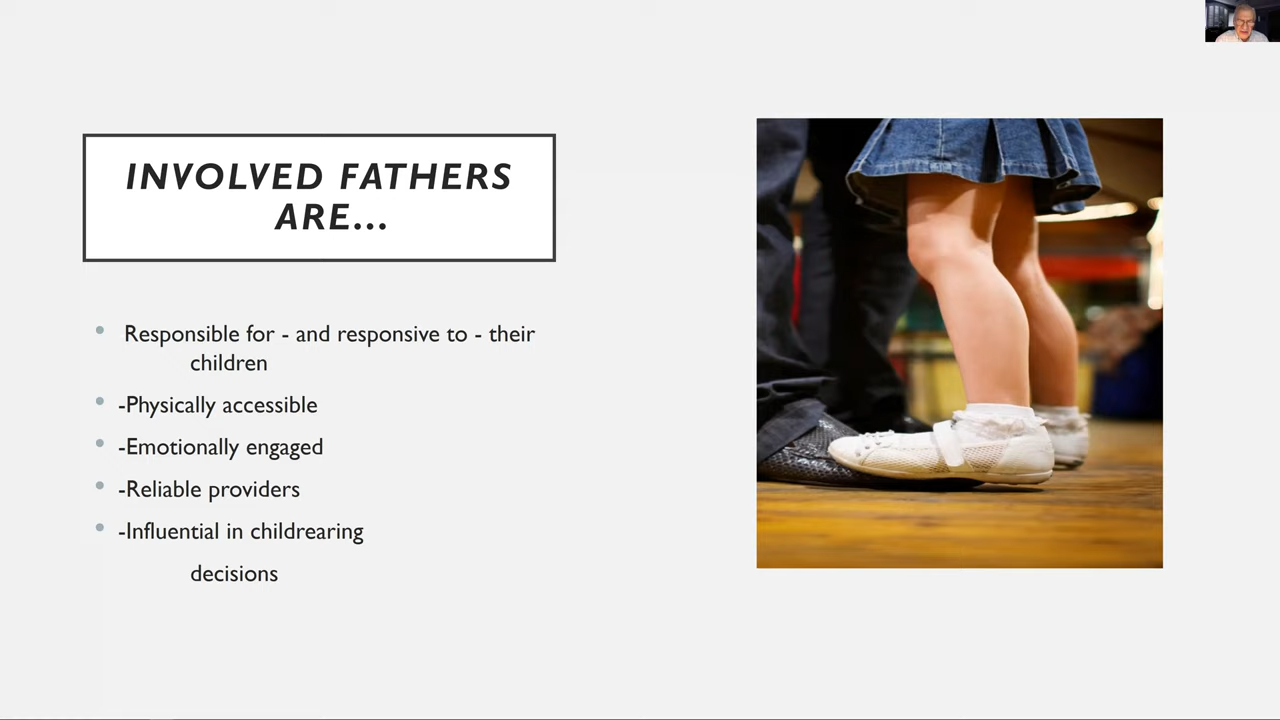 INVOLVED FATHERS
ARE...
• Responsible for - and responsive to - their
children
• -Physically accessible
• -Emotionally engaged
• -Reliable providers
• -Influential in childrearing
decisions